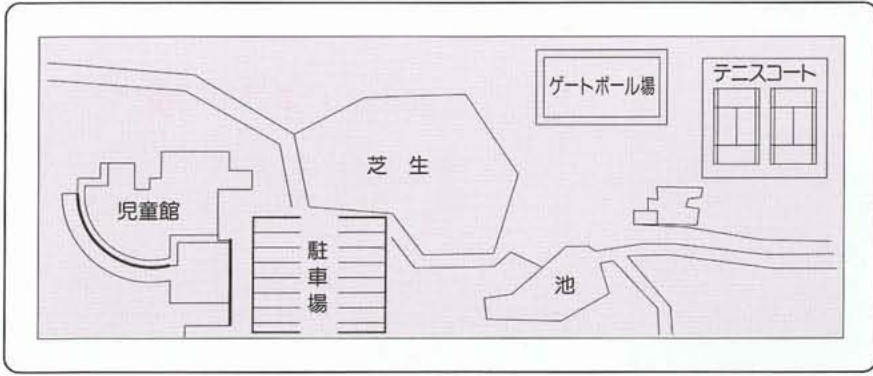 ゲートボール場
テニスコート
芝生
児童館
駐車場
池